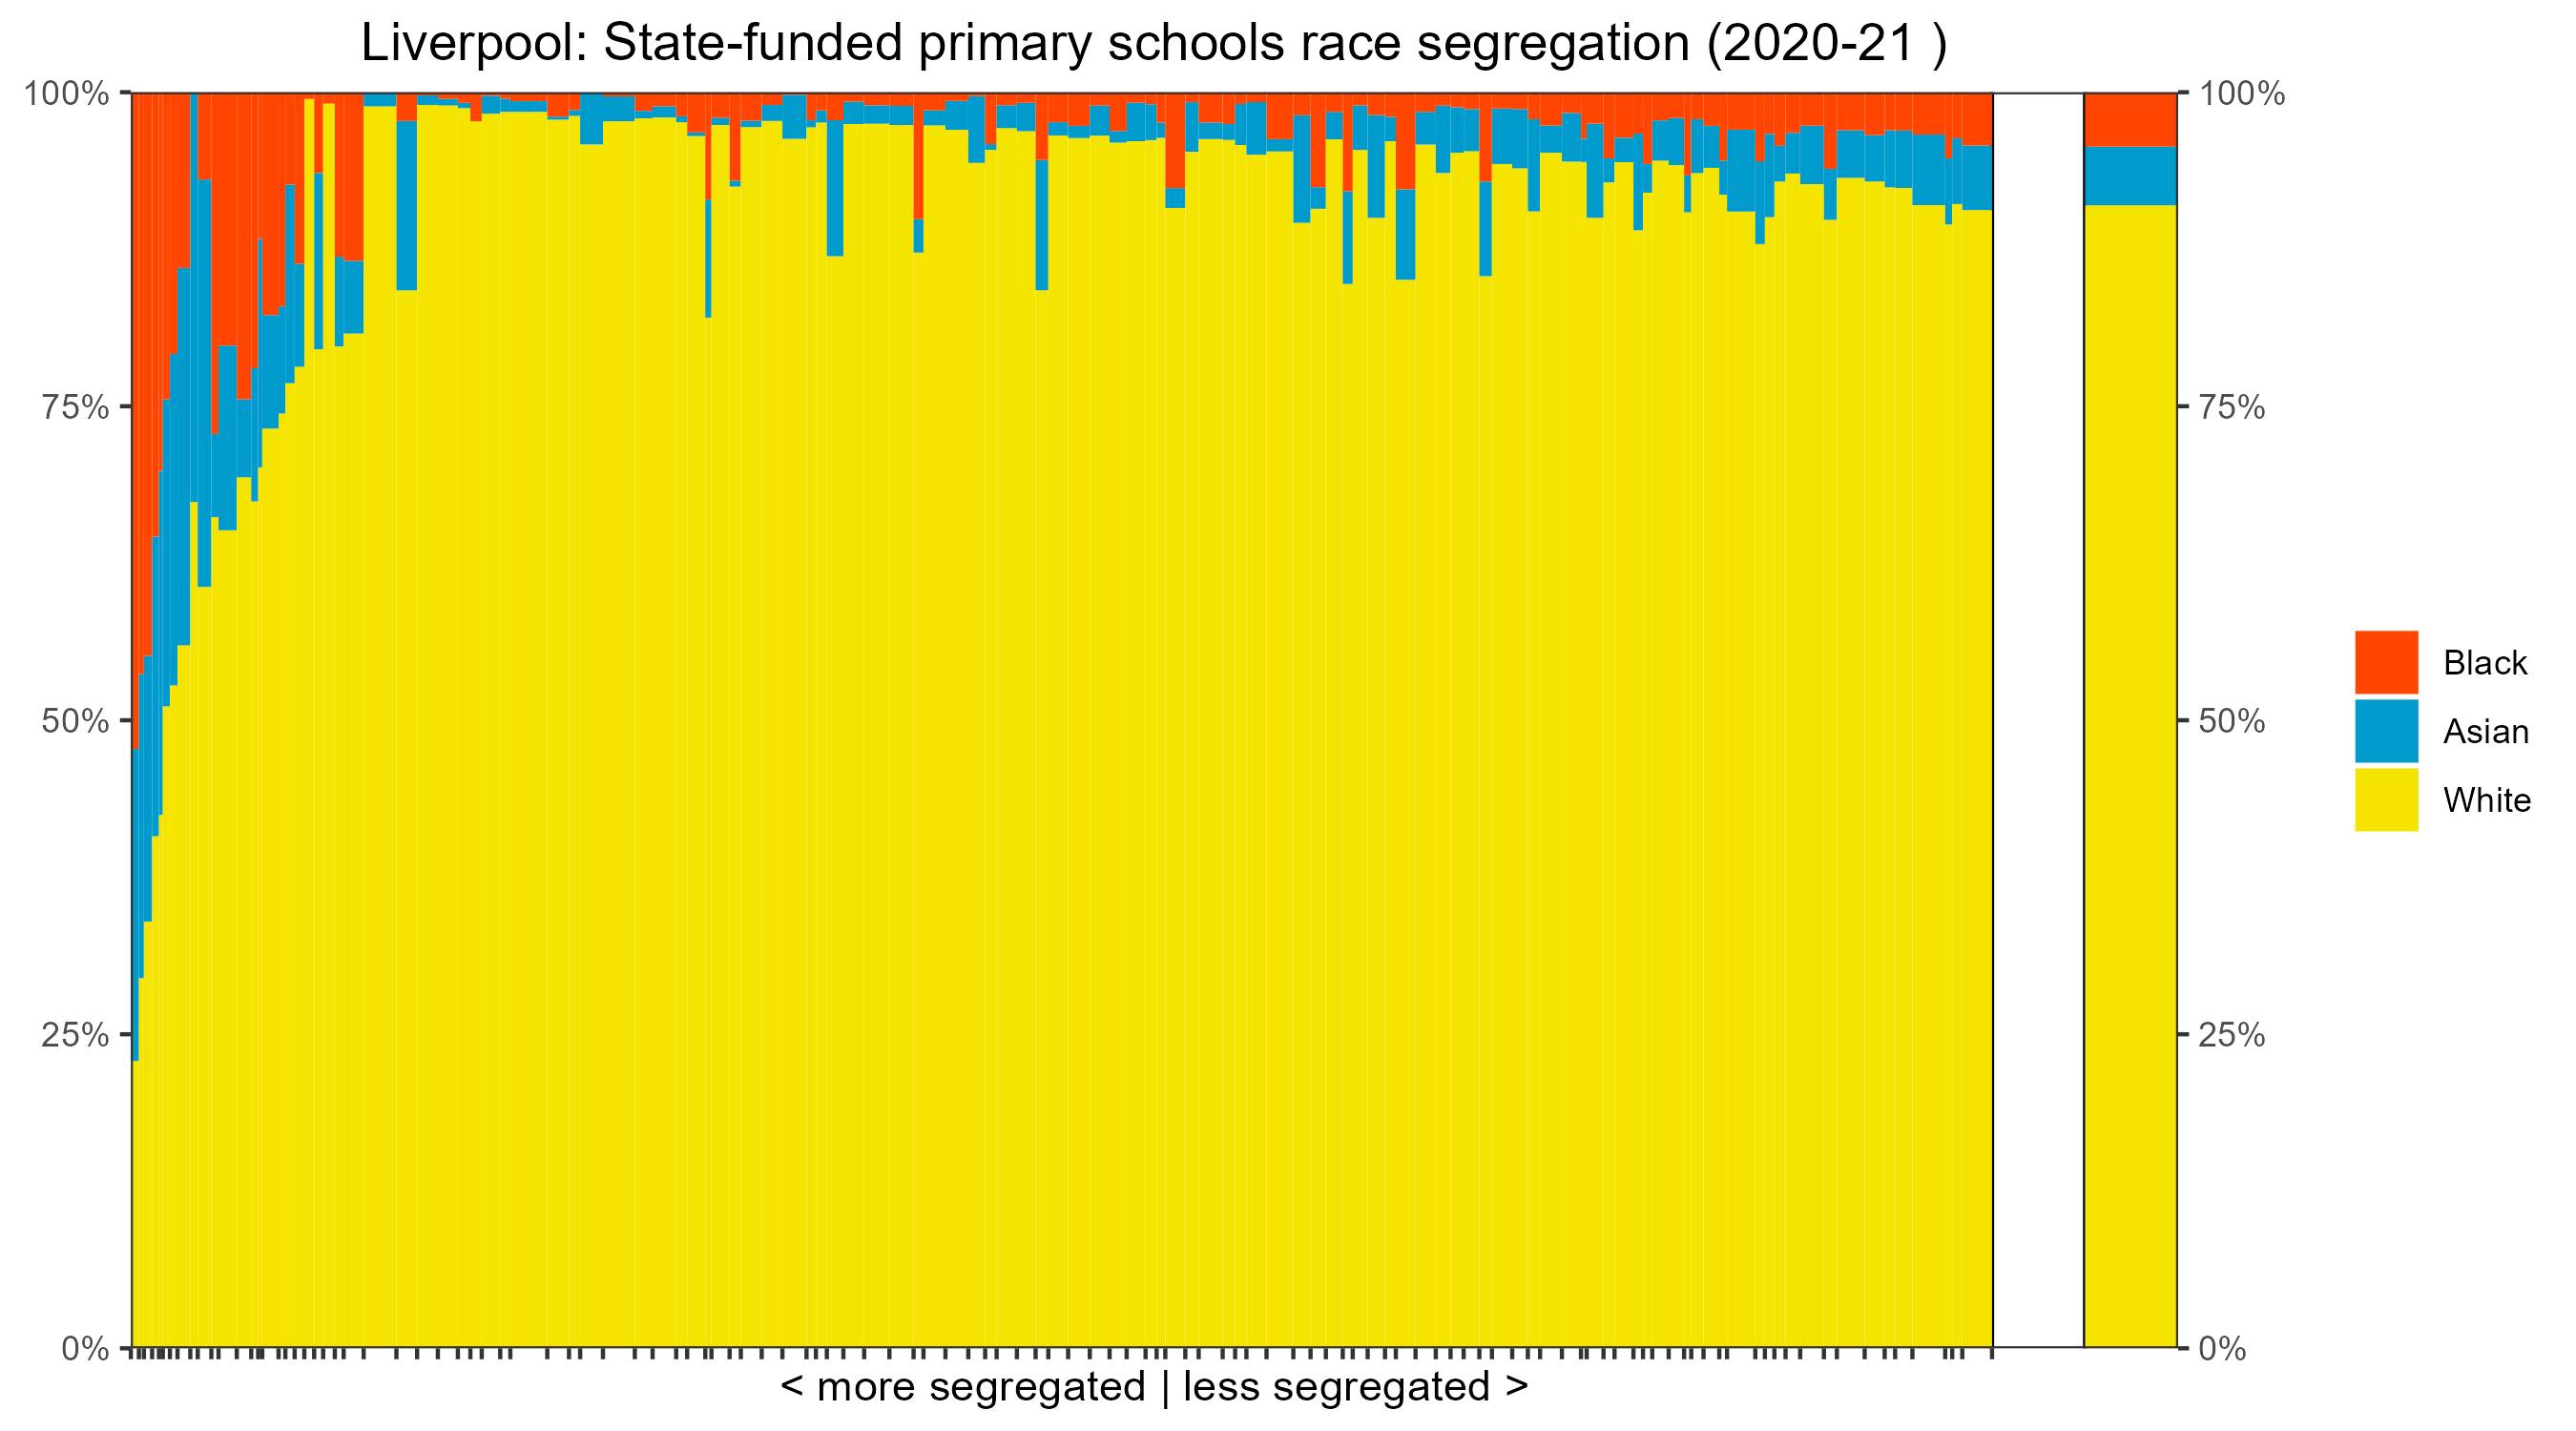 Liverpool: State-funded primary schools race segregation (2020-21 )
100%
75%
50%
25%
0%
100%
75%
50%
25%
0%
Black
Asian
White
< more segregated | less segregated >